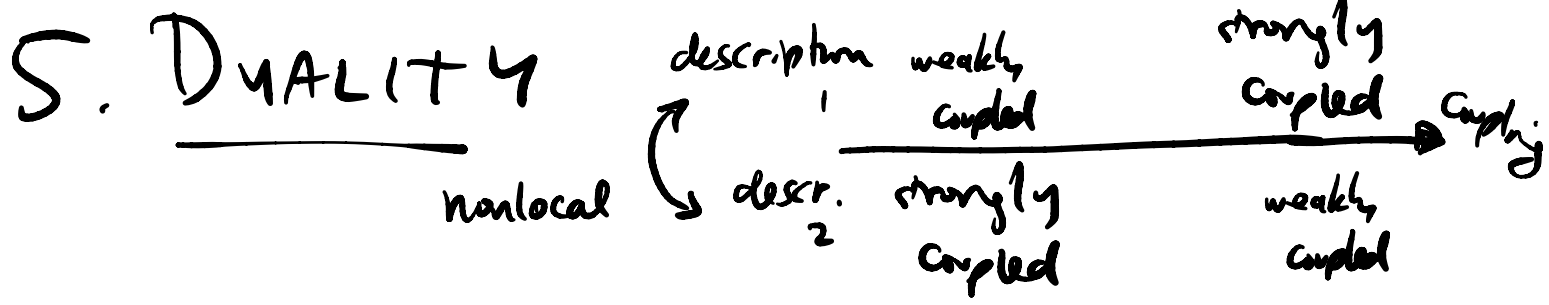 5. DUALITY
nonlocal
description weakly strongly
1 coupled coupled coupling
descr. strongly weakly
2 coupled coupled